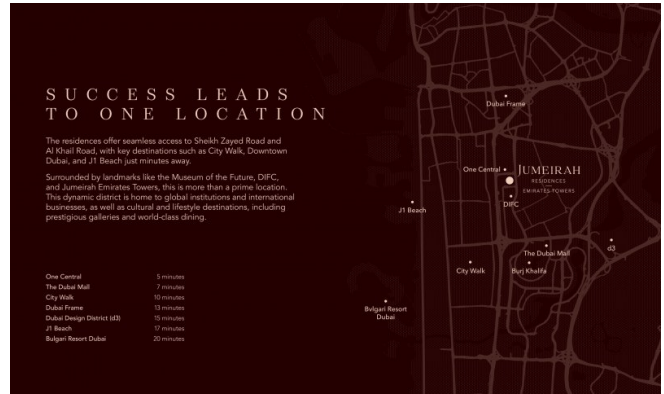 SUCCESS LEADS
TO ONE LOCATION
The residences offer seamless access to Sheikh Zayed Road and
Al Khail Road, with key destinations such as City Walk, Downtown
Dubai, and J1 Beach just minutes away.
Surrounded by landmarks like the Museum of the Future, DIFC,
and Jumeirah Emirates Towers, this is more than a prime location.
This dynamic district is home to global institutions and international
businesses, as well as cultural and lifestyle destinations, including
prestigious galleries and world-class dining.
One Central 5 minutes
The Dubai Mall 7 minutes
City Walk 10 minutes
Dubai Frame 13 minutes
Dubai Design District (d3) 15 minutes
J1 Beach 17 minutes
Bulgari Resort Dubai 20 minutes
Dubai Frame
One Central
JUMEIRAH
RESIDENCES
EMIRATES TOWERS
DIFC
J1 Beach
d3
The Dubai Mall
City Walk
Burj Khalifa
Bvlgari Resort
Dubai